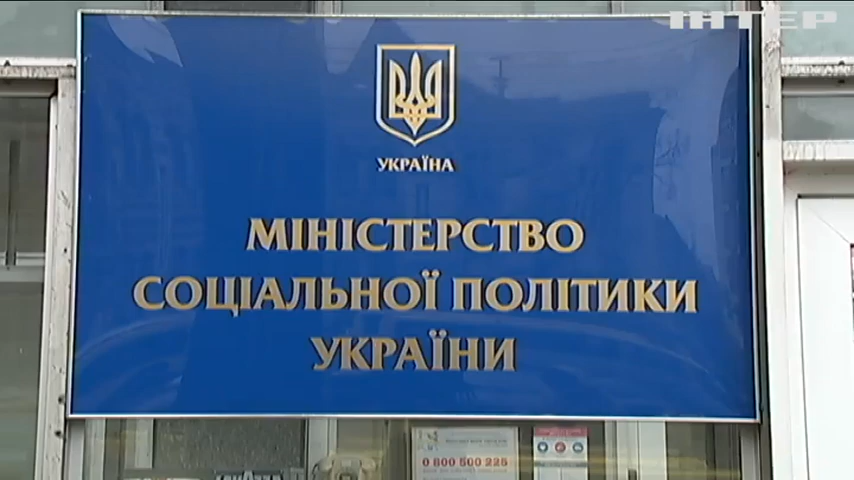 ІНТЕР
УКРАЇНА
МІНІСТЕРСТВО
СОЦІАЛЬНОЇ ПОЛІТИКИ
УКРАЇНИ
0 800 500 225